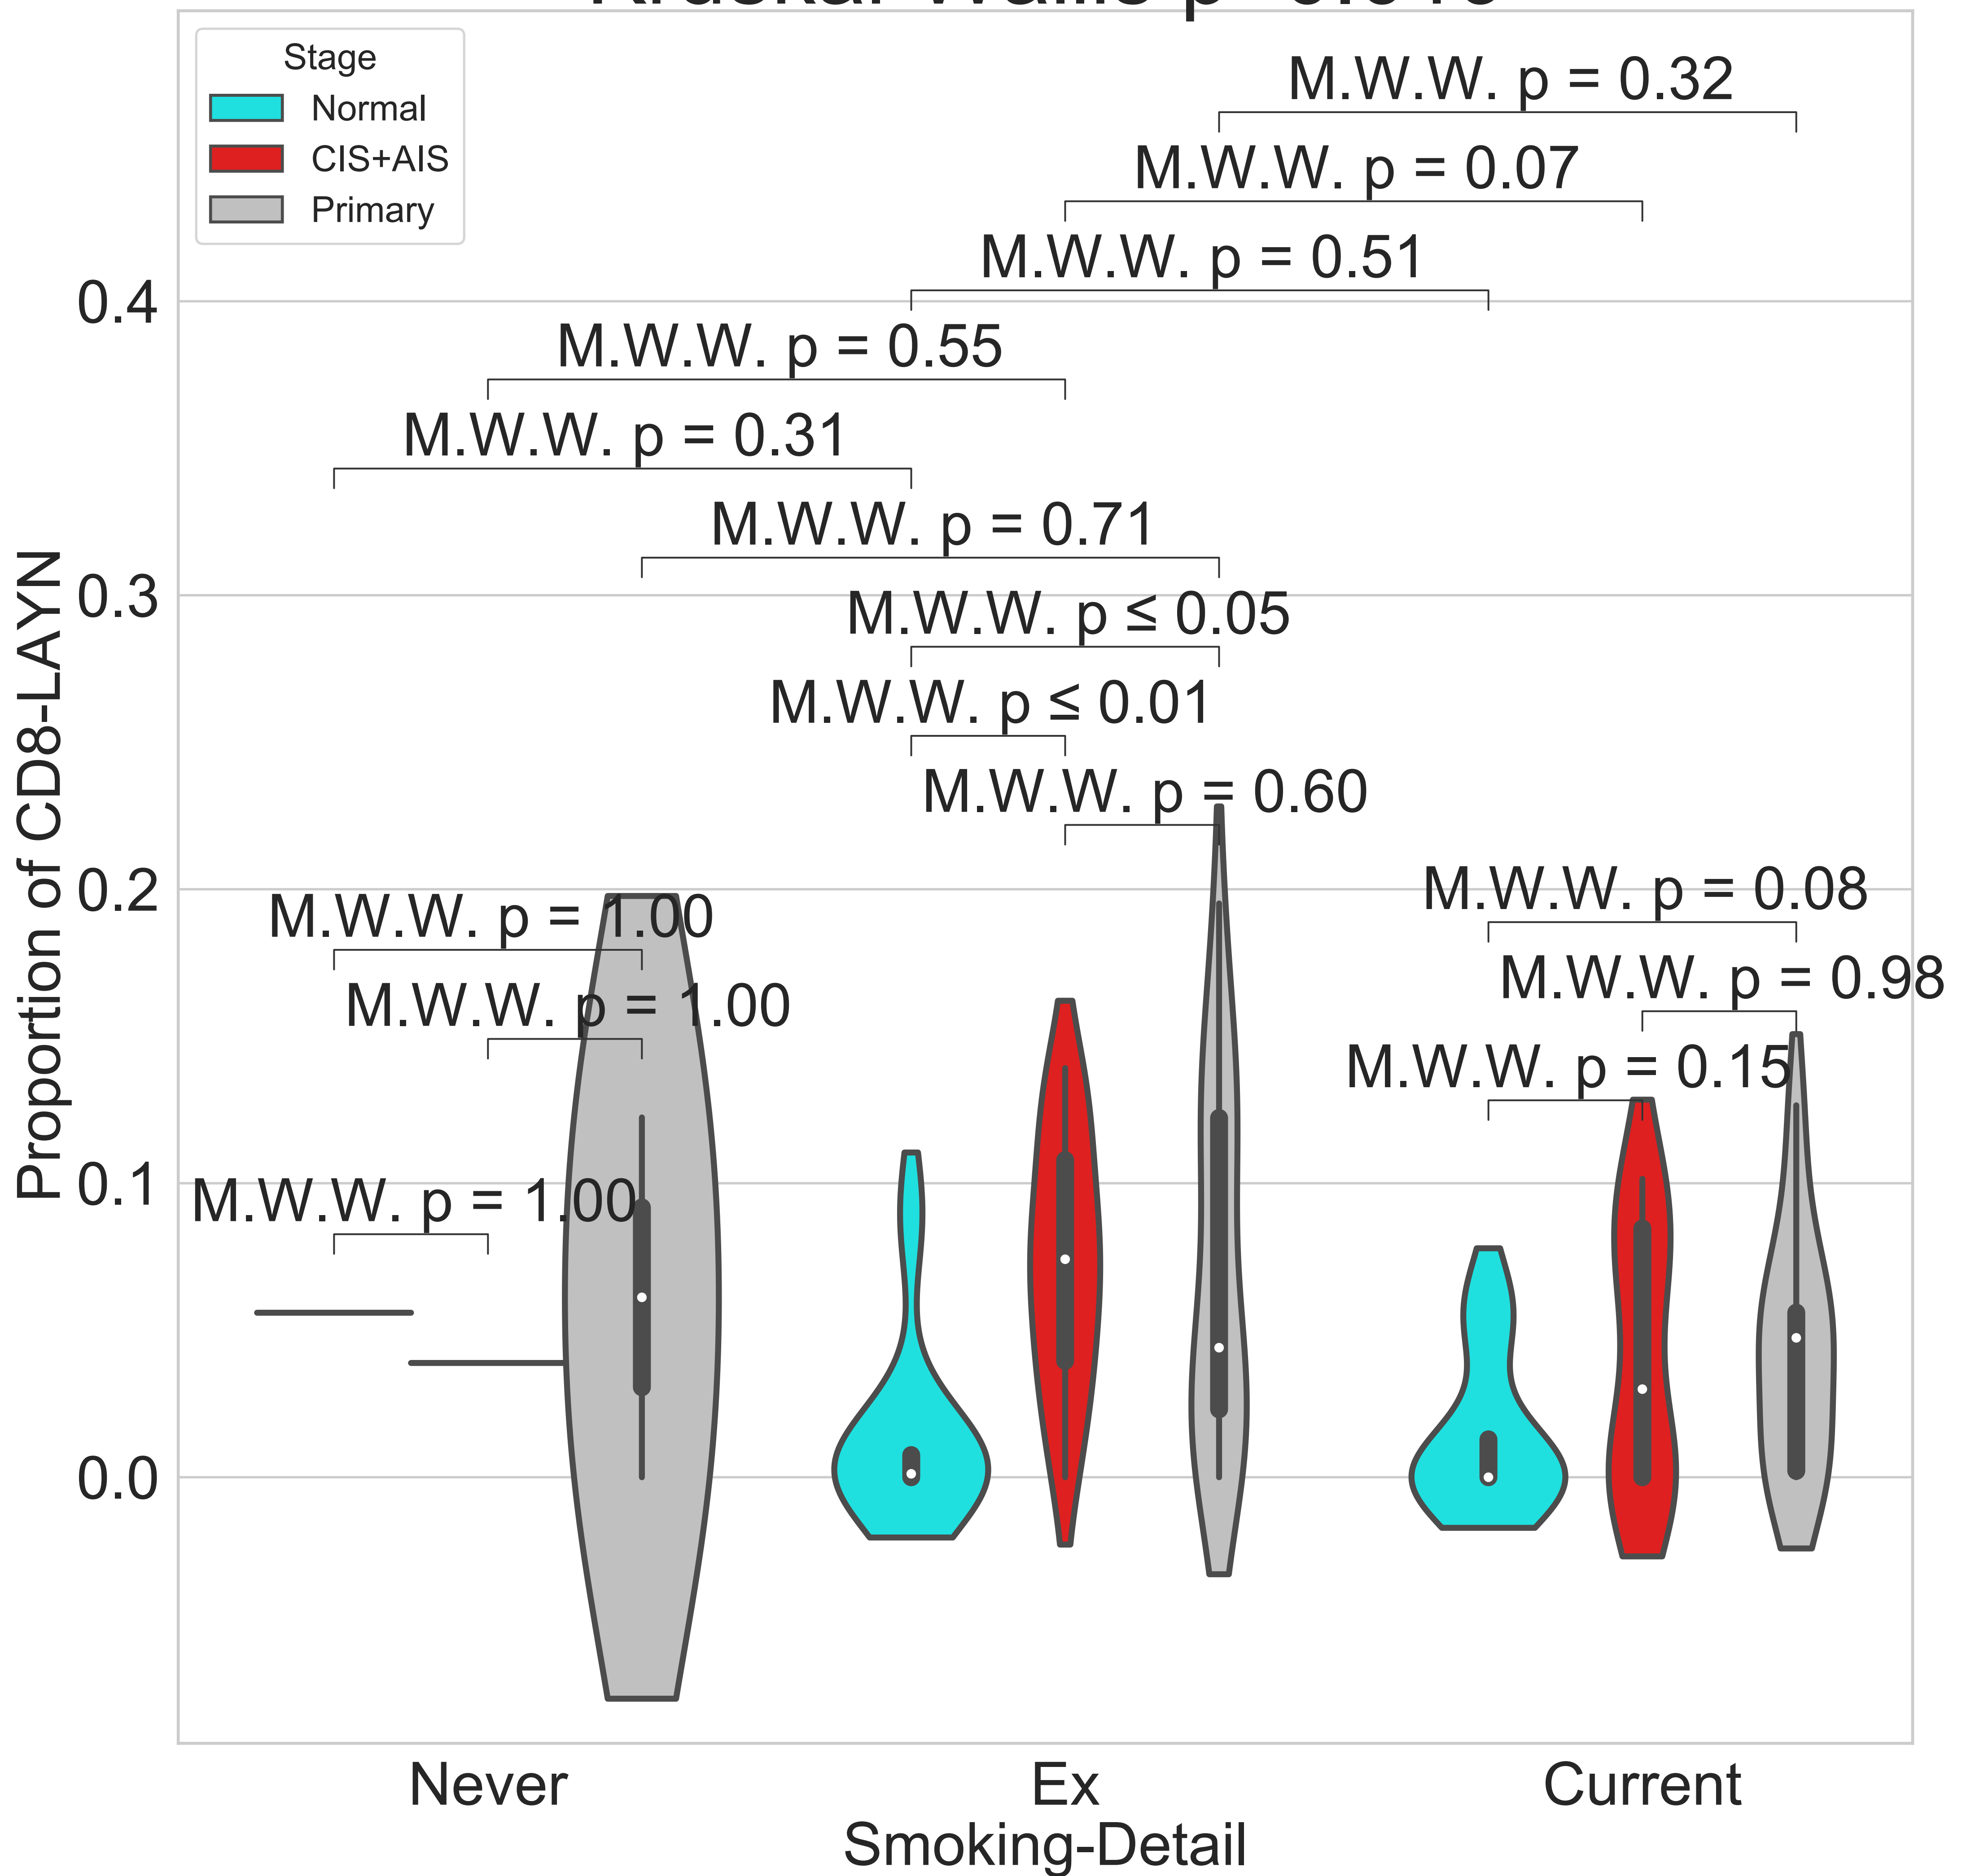 Stage
Normal
CIS+AIS
Primary
M.W.W. p = 0.32
M.W.W. p = 0.07
M.W.W. p = 0.51
M.W.W. p = 0.55
M.W.W. p = 0.31
M.W.W. p = 0.71
M.W.W. p ≤ 0.05
M.W.W. p ≤ 0.01
M.W.W. p = 0.60
M.W.W. p = 0.08
M.W.W. p = 1.00
M.W.W. p = 0.98
M.W.W. p = 1.00
M.W.W. p = 0.15
M.W.W. p = 1.00
0.4
0.3
0.2
0.1
0.0
Proportion of CD8-LAYN
Never
Ex
Current
Smoking-Detail